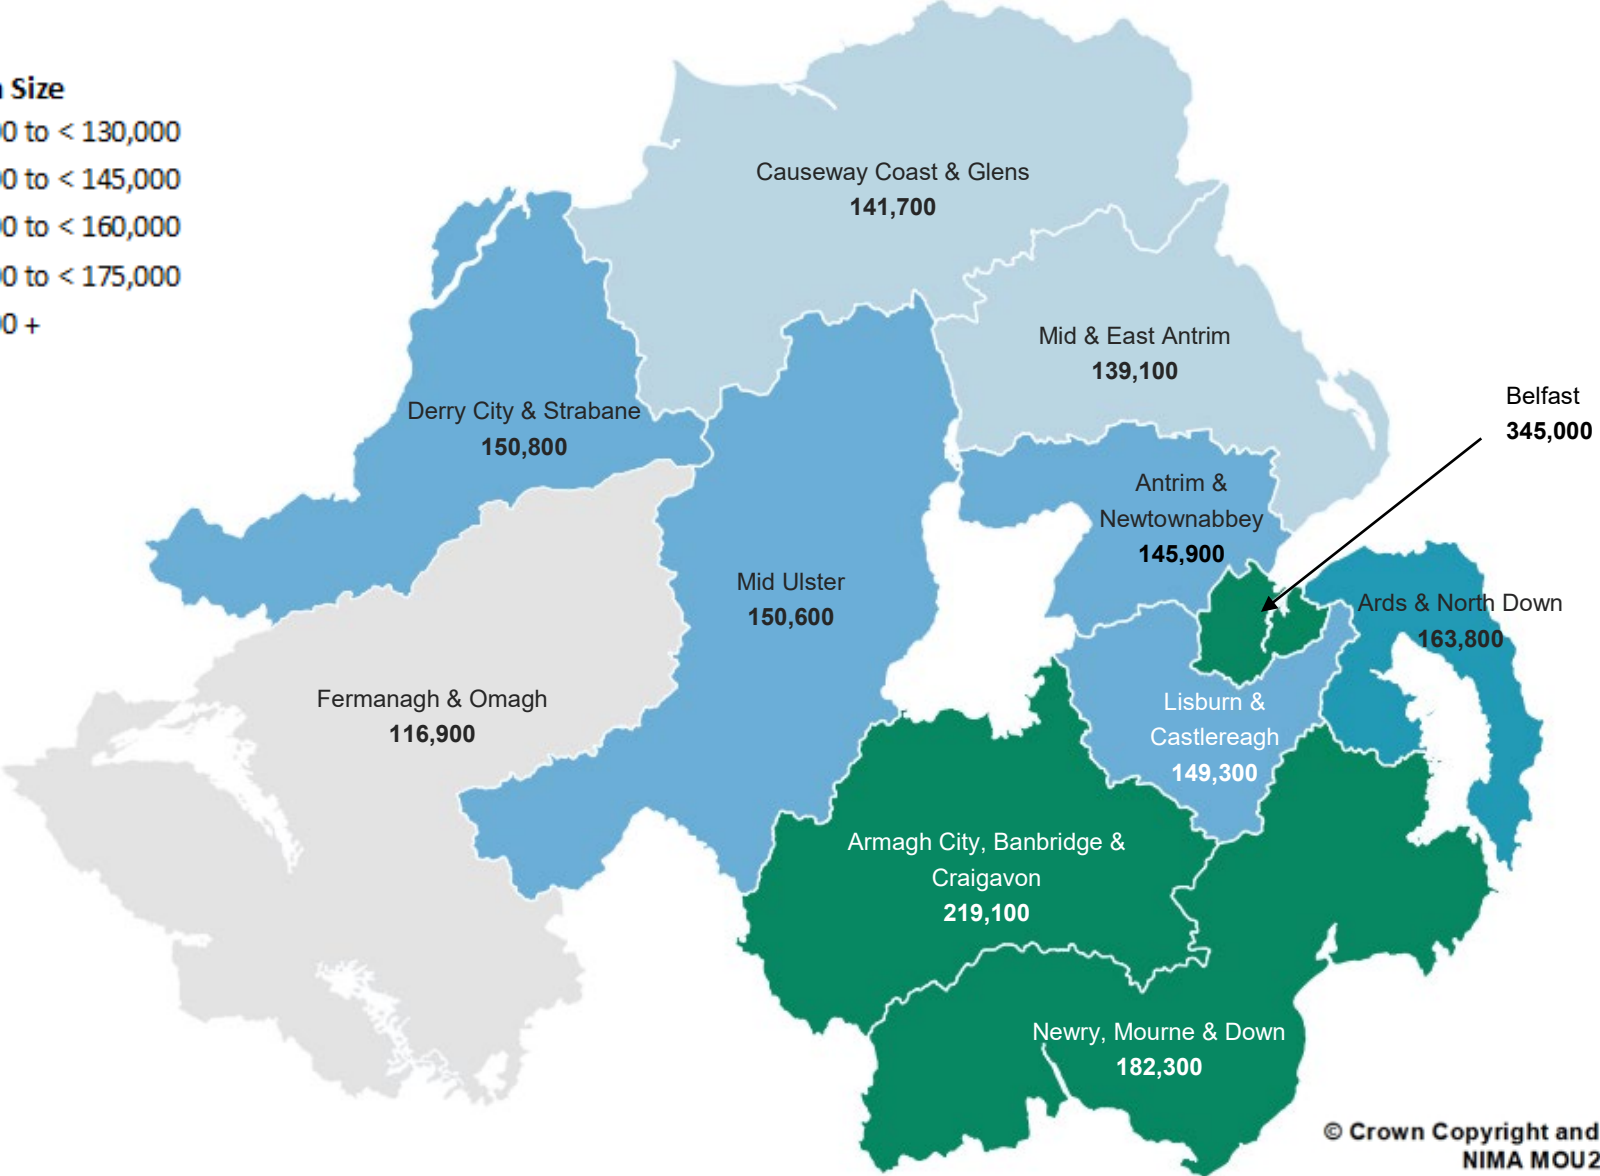 Size
0 to < 130,000
0 to < 145,000
0 to < 160,000
0 to < 175,000
0 +
Causeway Coast & Glens
141,700
Mid & East Antrim
139,100
Belfast
345,000
Derry City & Strabane
150,800
Antrim &
Newtownabbey
145,900
Mid Ulster
150,600
Ards & North Down
163,800
Fermanagh & Omagh
116,900
Lisburn &
Castlereagh
149,300
Armagh City, Banbridge &
Craigavon
219,100
Newry, Mourne & Down
182,300
© Crown Copyright and
NIMA MOU2